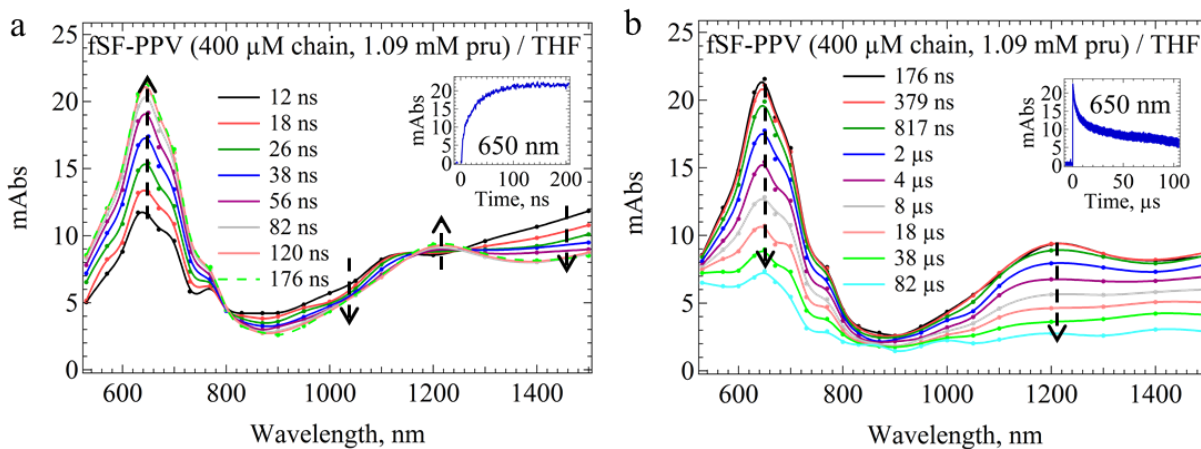 a
fSF-PPV (400 µM chain, 1.09 mM pru) / THF
25
20
15
10
5
0
mAbs
600
800
1000
1200
1400
Wavelength, nm
12 ns
18 ns
26 ns
38 ns
56 ns
82 ns
120 ns
176 ns
20
15
10
5
0
mAbs
650 nm
0
100
200
Time, ns
b
fSF-PPV (400 µM chain, 1.09 mM pru) / THF
25
20
15
10
5
0
mAbs
600
800
1000
1200
1400
Wavelength, nm
176 ns
379 ns
817 ns
2 µs
4 µs
8 µs
18 µs
38 µs
82 µs
20
15
10
5
0
mAbs
650 nm
0
50
100
Time, µs